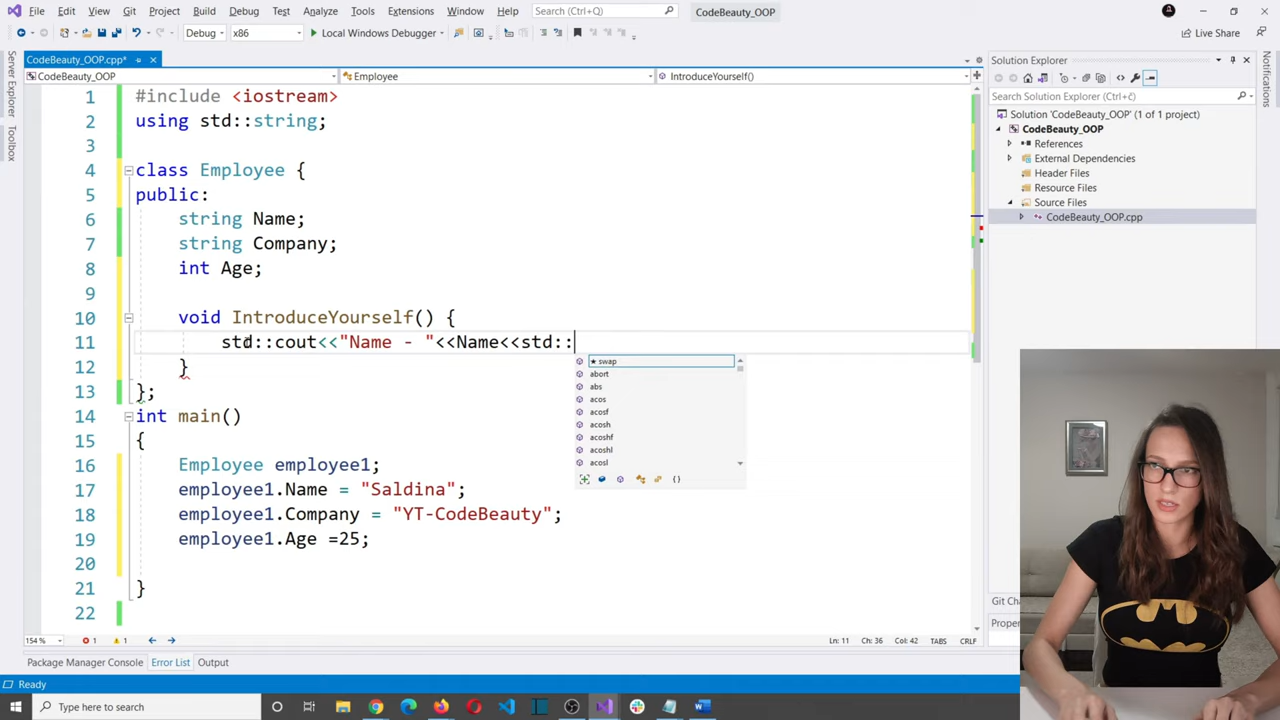 File Edit View Git Project Build Debug Test Analyze Tools Extensions Window Help Search (Ctrl+Q) CodeBeauty_OOP
Debug x86 Local Windows Debugger Live Share
CodeBeauty_OOP.cpp*
CodeBeauty_OOP Employee IntroduceYourself()
Server Explorer
Toolbox
1 #include <iostream>
2 using std::string;
3
4 class Employee {
5 public:
6 string Name;
7 string Company;
8 int Age;
9
10 void IntroduceYourself() {
11 std::cout<<"Name - "<<Name<<std::
12 }
13 };
14 int main()
15 {
16 Employee employee1;
17 employee1.Name = "Saldina";
18 employee1.Company = "YT-CodeBeauty";
19 employee1.Age =25;
20
21 }
22
★ swap
abort
abs
acos
acosf
acosh
acoshf
acoshl
acosl
Solution Explorer
Search Solution Explorer (Ctrl+č)
Solution 'CodeBeauty_OOP' (1 of 1 project)
CodeBeauty_OOP
References
External Dependencies
Header Files
Resource Files
Source Files
CodeBeauty_OOP.cpp
Notifications
Git Ch
Proper
154 % 1 1 Ln: 11 Ch: 36 Col: 42 TABS CRLF
Package Manager Console Error List Output
Ready
Type here to search
BATMAN